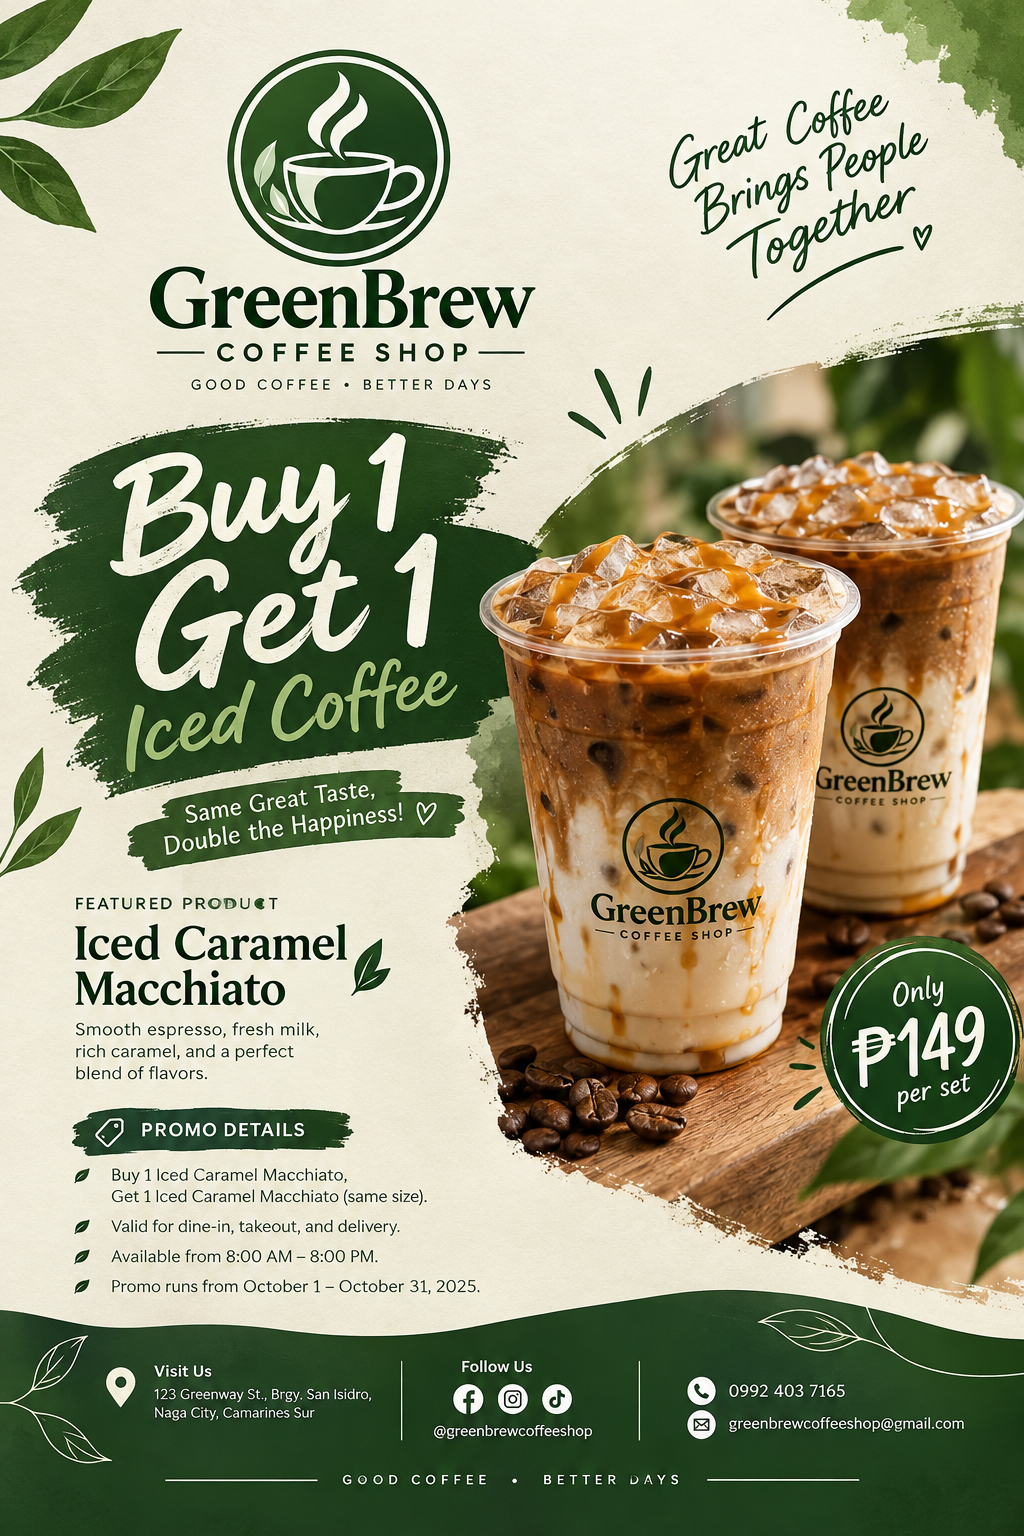 GreenBrew
COFFEE SHOP
GOOD COFFEE • BETTER DAYS
Great Coffee
Brings People
Together
Buy 1
Get 1
Iced Coffee
Same Great Taste,
Double the Happiness!
FEATURED PRODUCT
Iced Caramel
Macchiato
Smooth espresso, fresh milk,
rich caramel, and a perfect
blend of flavors.
GreenBrew
COFFEE SHOP
GreenBrew
COFFEE SHOP
Only
₱149
per set
PROMO DETAILS
Buy 1 Iced Caramel Macchiato,
Get 1 Iced Caramel Macchiato (same size).
Valid for dine-in, takeout, and delivery.
Available from 8:00 AM – 8:00 PM.
Promo runs from October 1 – October 31, 2025.
Visit Us
123 Greenway St., Brgy. San Isidro,
Naga City, Camarines Sur
Follow Us
@greenbrewcoffeeshop
0992 403 7165
greenbrewcoffeeshop@gmail.com
GOOD COFFEE • BETTER DAYS